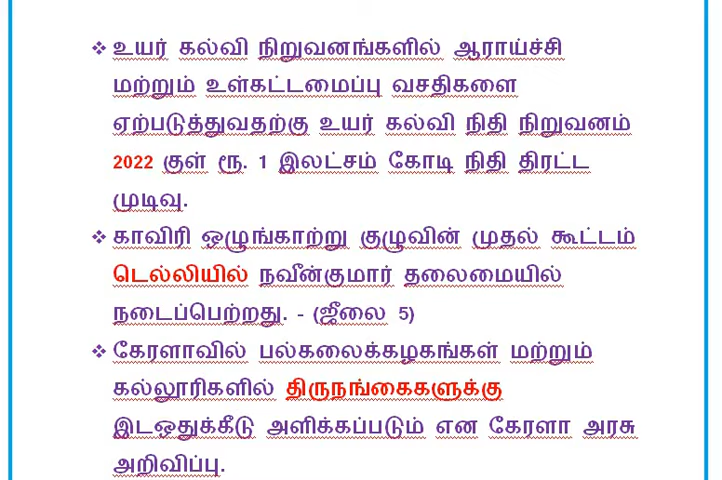 ❖ உயர் கல்வி நிறுவனங்களில் ஆராய்ச்சி
மற்றும் உள்கட்டமைப்பு வசதிகளை
ஏற்படுத்துவதற்கு உயர் கல்வி நிதி நிறுவனம்
2022 குள் ரூ. 1 இலட்சம் கோடி நிதி திரட்ட
முடிவு.
❖ காவிரி ஒழுங்காற்று குழுவின் முதல் கூட்டம்
டெல்லியில் நவீன்குமார் தலைமையில்
நடைப்பெற்றது. - (ஜீலை 5)
❖ கேரளாவில் பல்கலைக்கழகங்கள் மற்றும்
கல்லூரிகளில் திருநங்கைகளுக்கு
இடஒதுக்கீடு அளிக்கப்படும் என கேரளா அரசு
அறிவிப்பு.